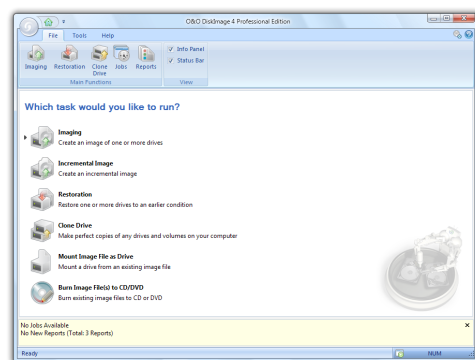 O&O DiskImage 4 Professional Edition
File Tools Help
Imaging Restoration Clone Drive Jobs Reports
Info Panel
Status Bar
Main Functions View
Which task would you like to run?
Imaging
Create an image of one or more drives
Incremental Image
Create an incremental image
Restoration
Restore one or more drives to an earlier condition
Clone Drive
Make perfect copies of any drives and volumes on your computer
Mount Image File as Drive
Mount a drive from an existing image file
Burn Image File(s) to CD/DVD
Burn existing image files to CD or DVD
No Jobs Available
No New Reports (Total: 3 Reports)
Ready NUM